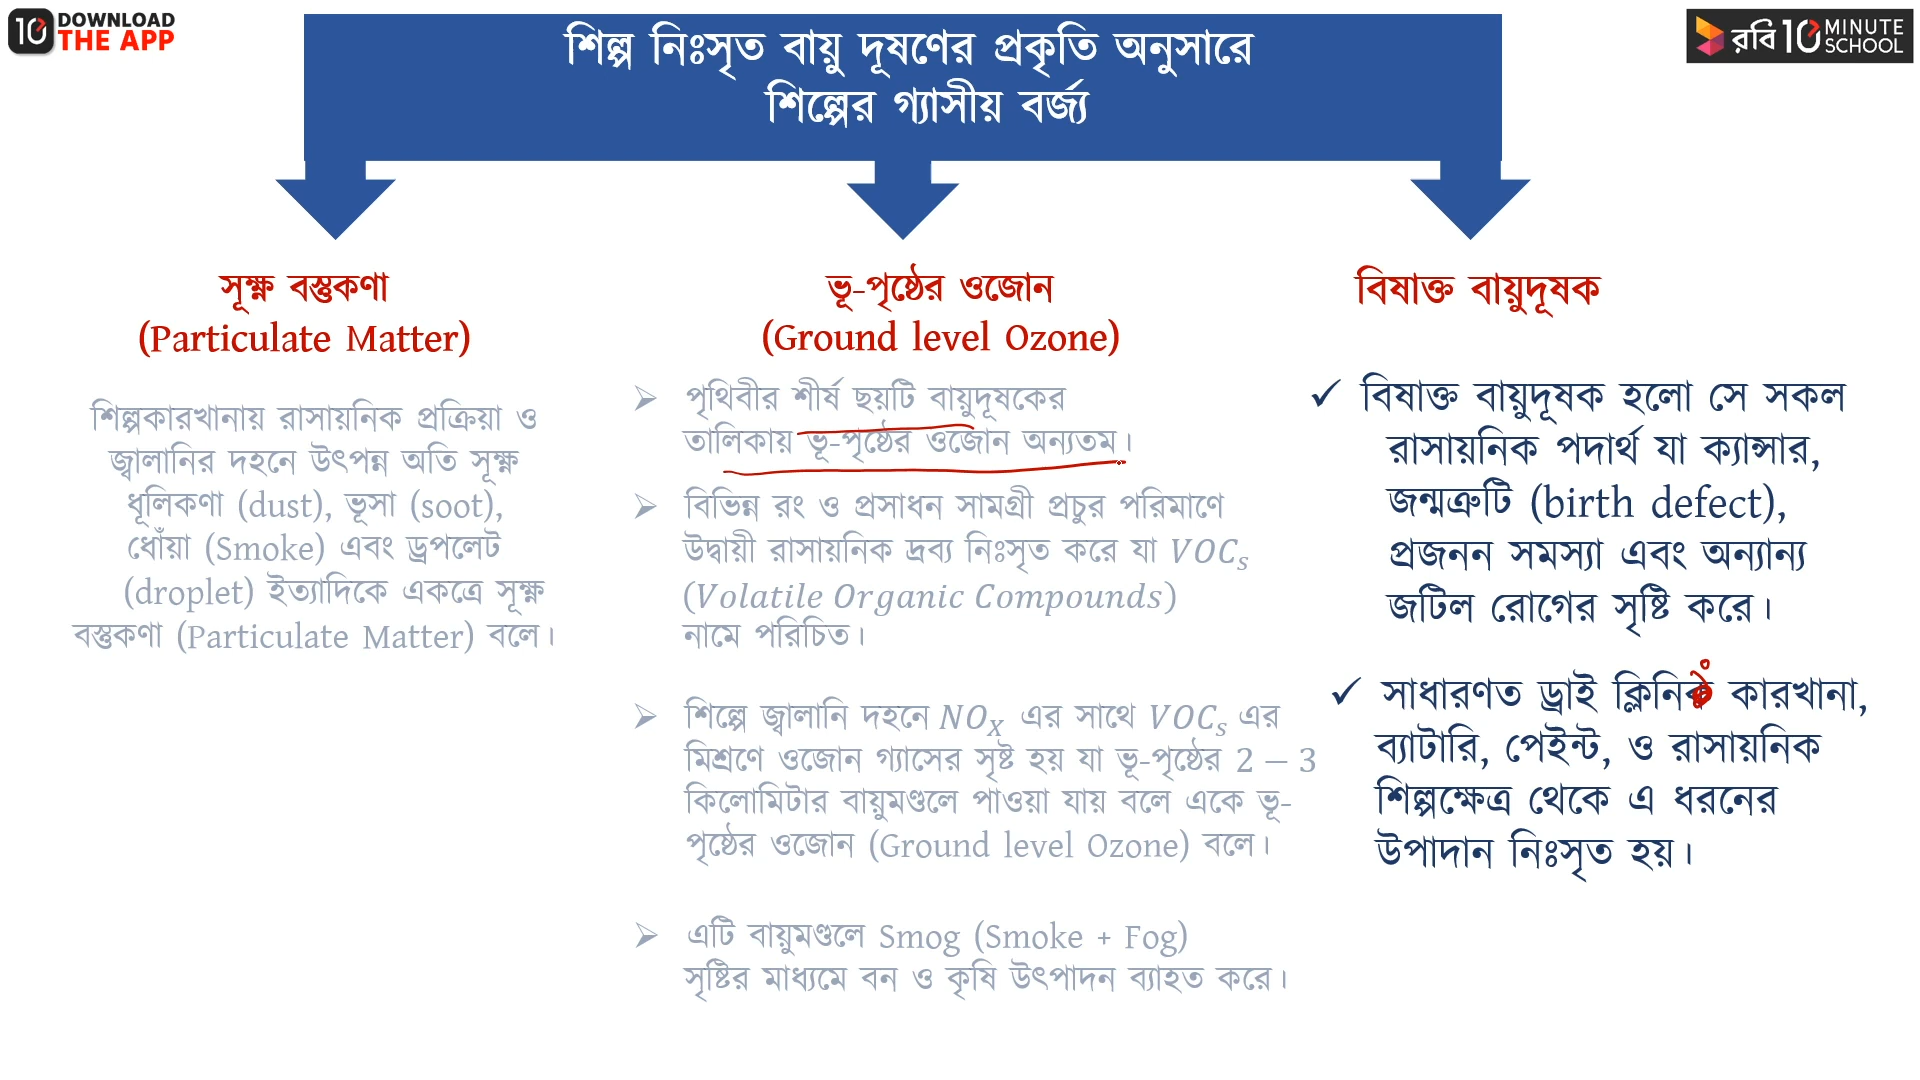 10 DOWNLOAD
THE APP
শিল্প নিঃসৃত বায়ু দূষণের প্রকৃতি অনুসারে
শিল্পের গ্যাসীয় বর্জ্য
রবি 10 MINUTE
SCHOOL
সূক্ষ্ণ বস্তুকণা
(Particulate Matter)
শিল্পকারখানায় রাসায়নিক প্রক্রিয়া ও
জ্বালানির দহনে উৎপন্ন অতি সূক্ষ্ণ
ধূলিকণা (dust), ভূসা (soot),
ধোঁয়া (Smoke) এবং ড্রপলেট
(droplet) ইত্যাদিকে একত্রে সূক্ষ্ণ
বস্তুকণা (Particulate Matter) বলে।
ভূ-পৃষ্ঠের ওজোন
(Ground level Ozone)
➢ পৃথিবীর শীর্ষ ছয়টি বায়ুদূষকের
তালিকায় ভূ-পৃষ্ঠের ওজোন অন্যতম।
➢ বিভিন্ন রং ও প্রসাধন সামগ্রী প্রচুর পরিমাণে
উদ্বায়ী রাসায়নিক দ্রব্য নিঃসৃত করে যা VOCs
(Volatile Organic Compounds)
নামে পরিচিত।
➢ শিল্পে জ্বালানি দহনে NOX এর সাথে VOCs এর
মিশ্রণে ওজোন গ্যাসের সৃষ্ট হয় যা ভূ-পৃষ্ঠের 2 – 3
কিলোমিটার বায়ুমণ্ডলে পাওয়া যায় বলে একে ভূ-
পৃষ্ঠের ওজোন (Ground level Ozone) বলে।
➢ এটি বায়ুমণ্ডলে Smog (Smoke + Fog)
সৃষ্টির মাধ্যমে বন ও কৃষি উৎপাদন ব্যাহত করে।
বিষাক্ত বায়ুদূষক
✓ বিষাক্ত বায়ুদূষক হলো সে সকল
রাসায়নিক পদার্থ যা ক্যান্সার,
জন্মত্রুটি (birth defect),
প্রজনন সমস্যা এবং অন্যান্য
জটিল রোগের সৃষ্টি করে।
✓ সাধারণত ড্রাই কারখানা,
ব্যাটারি, পেইন্ট, ও রাসায়নিক
শিল্পক্ষেত্র থেকে এ ধরনের
উপাদান নিঃসৃত হয়।